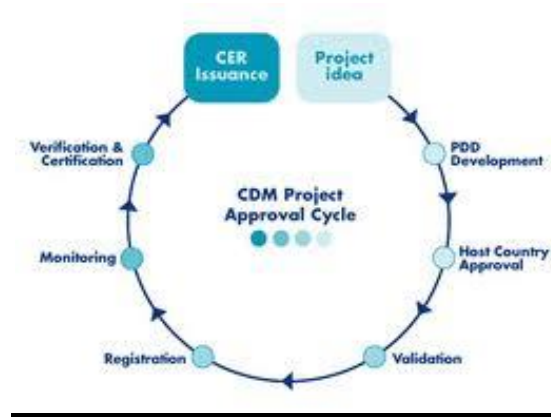 CER
Issuance
Project
idea
PDD
Development
Host Country
Approval
Validation
Registration
Monitoring
Verification &
Certification
CDM Project
Approval Cycle